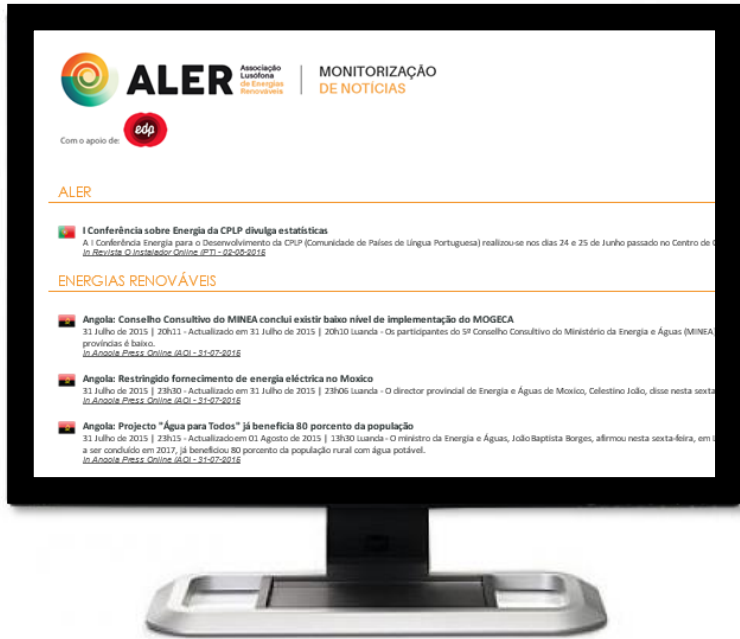 ALER
Associação
Lusófona
de Energias
Renováveis
MONITORIZAÇÃO
DE NOTÍCIAS
Com o apoio de:
edp
ALER
I Conferência sobre Energia da CPLP divulga estatísticas
A I Conferência Energia para o Desenvolvimento da CPLP (Comunidade de Países de Língua Portuguesa) realizou-se nos dias 24 e 25 de Junho passado no Centro de
In Revista O Instalador Online (PT) - 02-08-2015
ENERGIAS RENOVÁVEIS
Angola: Conselho Consultivo do MINEA conclui existir baixo nível de implementação do MOGECA
31 Julho de 2015 | 20h11 - Actualizado em 31 Julho de 2015 | 20h10 Luanda - Os participantes do 5º Conselho Consultivo do Ministério da Energia e Águas (MINEA)
províncias é baixo.
In Angola Press Online (AO) - 31-07-2015
Angola: Restringido fornecimento de energia eléctrica no Moxico
31 Julho de 2015 | 23h30 - Actualizado em 31 Julho de 2015 | 23h06 Luanda - O director provincial de Energia e Águas de Moxico, Celestino João, disse nesta sexta
In Angola Press Online (AO) - 31-07-2015
Angola: Projecto "Água para Todos" já beneficia 80 porcento da população
31 Julho de 2015 | 23h15 - Actualizado em 01 Agosto de 2015 | 13h30 Luanda - O ministro da Energia e Águas, João Baptista Borges, afirmou nesta sexta-feira, em
a ser concluído em 2017, já beneficiou 80 porcento da população rural com água potável.
In Angola Press Online (AO) - 31-07-2015